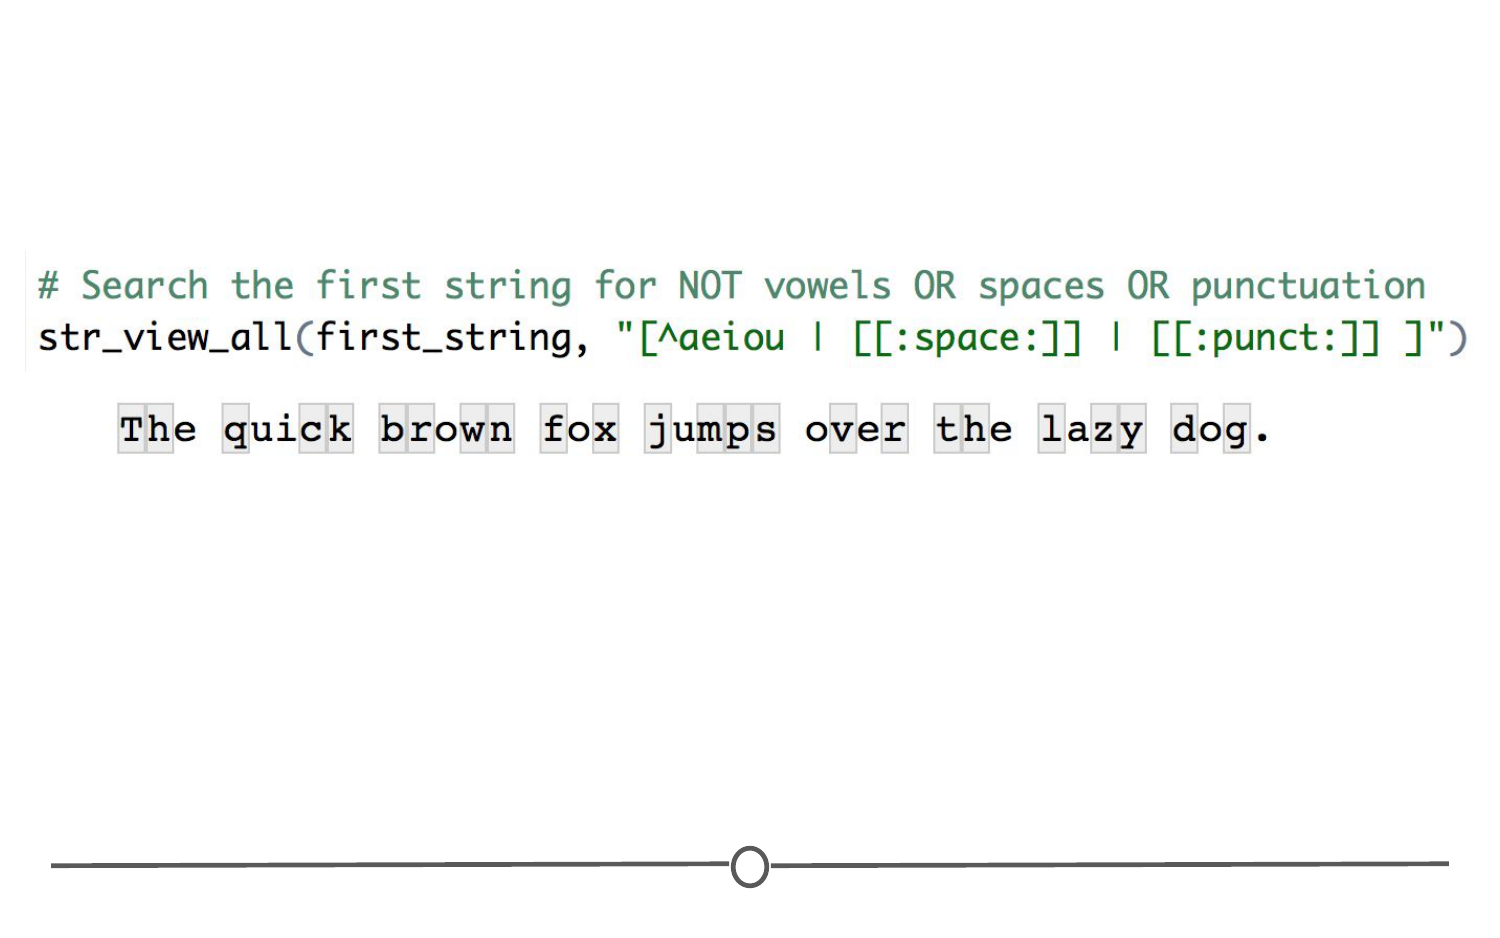 # Search the first string for NOT vowels OR spaces OR punctuation
str_view_all(first_string, "[^aeiou | [[:space:]] | [[:punct:]] ]")
The quick brown fox jumps over the lazy dog.